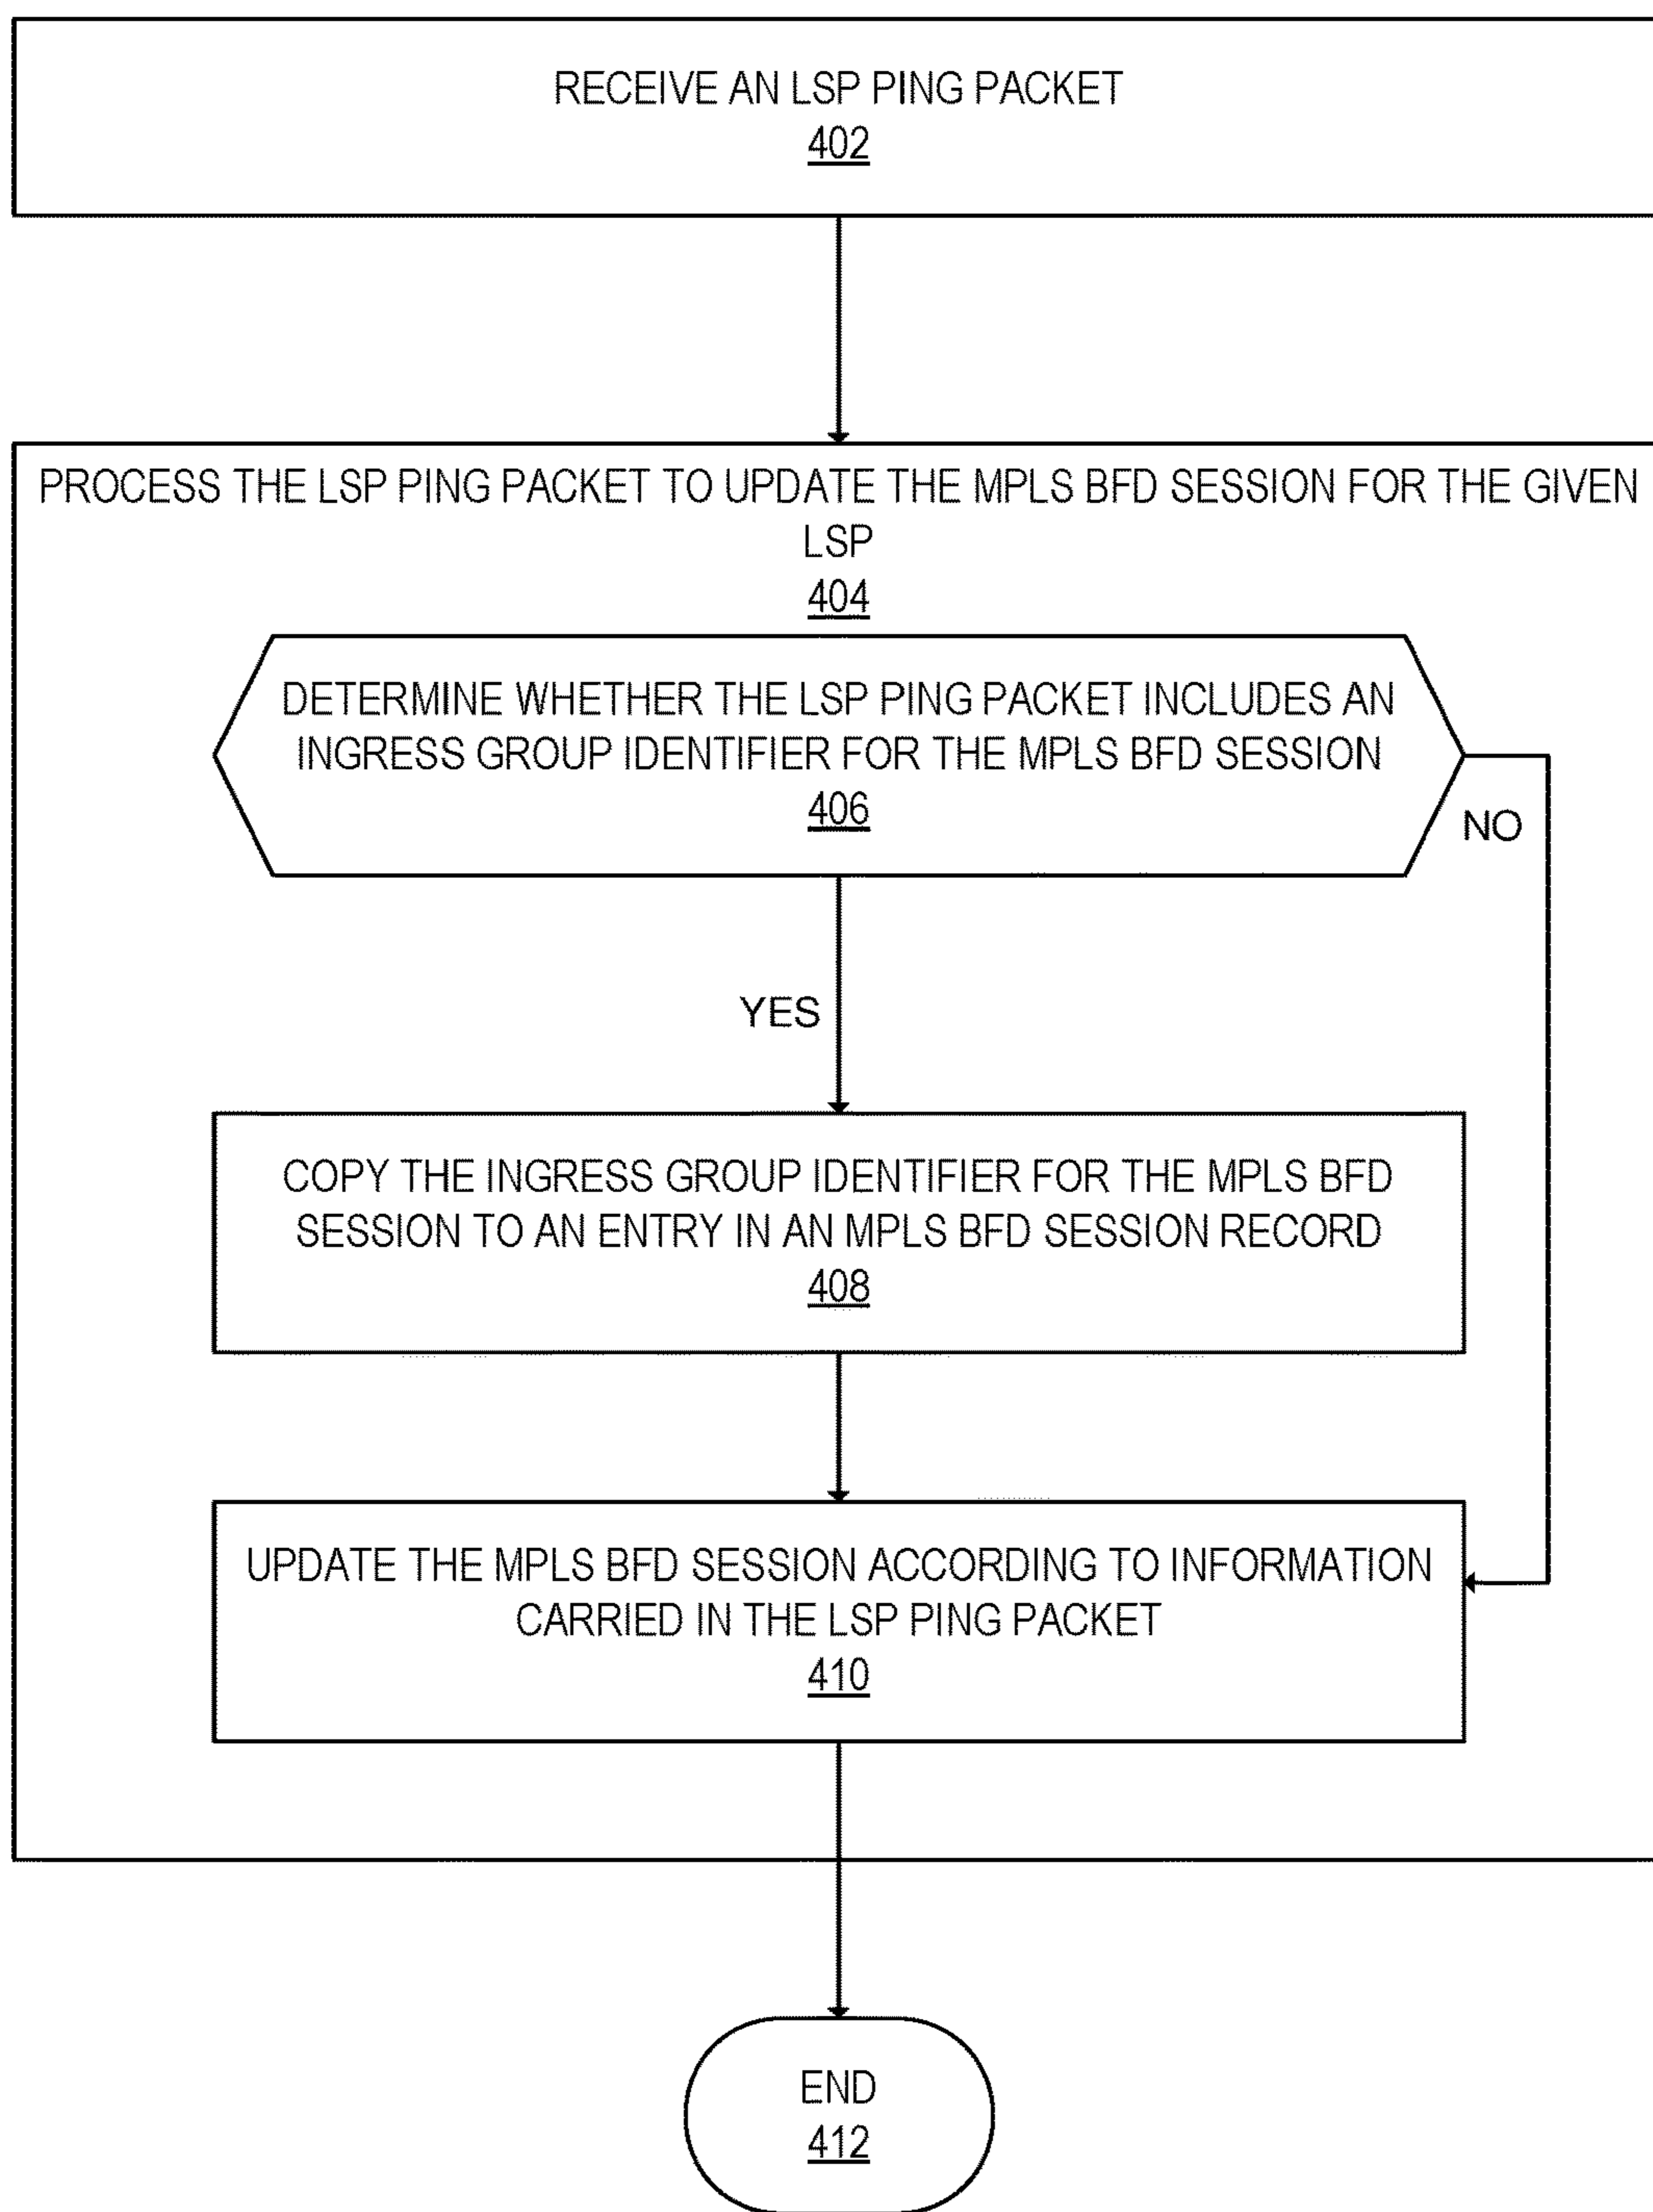 RECEIVE AN LSP PING PACKET
402
PROCESS THE LSP PING PACKET TO UPDATE THE MPLS BFD SESSION FOR THE GIVEN
LSP
404
DETERMINE WHETHER THE LSP PING PACKET INCLUDES AN
INGRESS GROUP IDENTIFIER FOR THE MPLS BFD SESSION
406
NO
YES
COPY THE INGRESS GROUP IDENTIFIER FOR THE MPLS BFD
SESSION TO AN ENTRY IN AN MPLS BFD SESSION RECORD
408
UPDATE THE MPLS BFD SESSION ACCORDING TO INFORMATION
CARRIED IN THE LSP PING PACKET
410
END
412